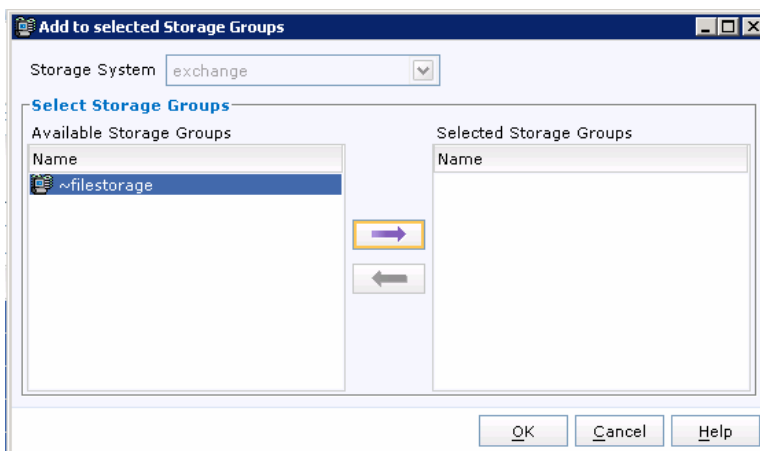 Add to selected Storage Groups
Storage System exchange
Select Storage Groups
Available Storage Groups
Selected Storage Groups
Name
Name
~filestorage
OK
Cancel
Help